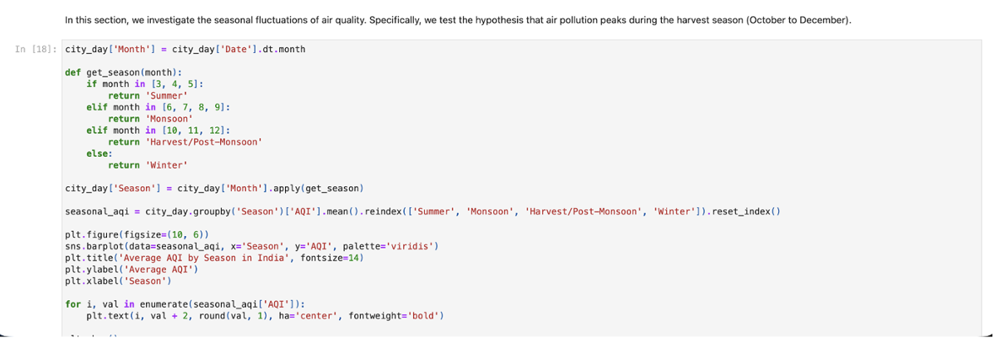 In this section, we investigate the seasonal fluctuations of air quality. Specifically, we test the hypothesis that air pollution peaks during the harvest season (October to December).
In [18]: city_day['Month'] = city_day['Date'].dt.month
def get_season(month):
    if month in [3, 4, 5]:
        return 'Summer'
    elif month in [6, 7, 8, 9]:
        return 'Monsoon'
    elif month in [10, 11, 12]:
        return 'Harvest/Post-Monsoon'
    else:
        return 'Winter'
city_day['Season'] = city_day['Month'].apply(get_season)
seasonal_aqi = city_day.groupby('Season')['AQI'].mean().reindex(['Summer', 'Monsoon', 'Harvest/Post-Monsoon', 'Winter']).reset_index()
plt.figure(figsize=(10, 6))
sns.barplot(data=seasonal_aqi, x='Season', y='AQI', palette='viridis')
plt.title('Average AQI by Season in India', fontsize=14)
plt.ylabel('Average AQI')
plt.xlabel('Season')
for i, val in enumerate(seasonal_aqi['AQI']):
    plt.text(i, val + 2, round(val, 1), ha='center', fontweight='bold')